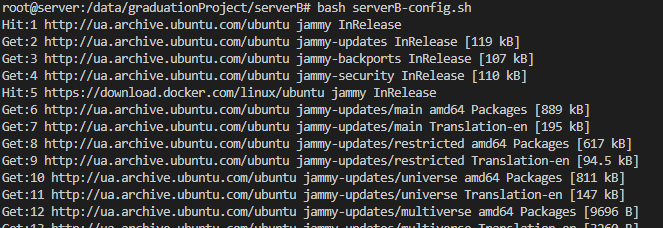 root@server:/data/graduationProject/serverB# bash serverB-config.sh
Hit:1 http://ua.archive.ubuntu.com/ubuntu jammy InRelease
Get:2 http://ua.archive.ubuntu.com/ubuntu jammy-updates InRelease [119 kB]
Get:3 http://ua.archive.ubuntu.com/ubuntu jammy-backports InRelease [107 kB]
Get:4 http://ua.archive.ubuntu.com/ubuntu jammy-security InRelease [110 kB]
Hit:5 https://download.docker.com/linux/ubuntu jammy InRelease
Get:6 http://ua.archive.ubuntu.com/ubuntu jammy-updates/main amd64 Packages [889 kB]
Get:7 http://ua.archive.ubuntu.com/ubuntu jammy-updates/main Translation-en [195 kB]
Get:8 http://ua.archive.ubuntu.com/ubuntu jammy-updates/restricted amd64 Packages [617 kB]
Get:9 http://ua.archive.ubuntu.com/ubuntu jammy-updates/restricted Translation-en [94.5 kB]
Get:10 http://ua.archive.ubuntu.com/ubuntu jammy-updates/universe amd64 Packages [811 kB]
Get:11 http://ua.archive.ubuntu.com/ubuntu jammy-updates/universe Translation-en [147 kB]
Get:12 http://ua.archive.ubuntu.com/ubuntu jammy-updates/multiverse amd64 Packages [9696 B]